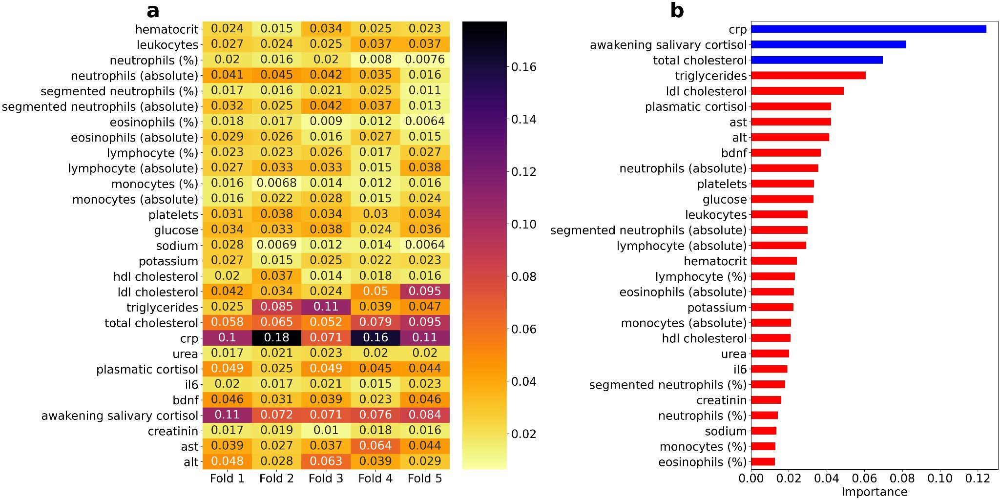 a
hematocrit 0.024 0.015 0.034 0.025 0.023
leukocytes 0.027 0.024 0.025 0.037 0.037
neutrophils (%) 0.02 0.016 0.02 0.008 0.0076
neutrophils (absolute) 0.041 0.045 0.042 0.035 0.016
segmented neutrophils (%) 0.017 0.016 0.021 0.025 0.011
segmented neutrophils (absolute) 0.032 0.025 0.042 0.037 0.013
eosinophils (%) 0.018 0.017 0.009 0.012 0.0064
eosinophils (absolute) 0.029 0.026 0.016 0.027 0.015
lymphocyte (%) 0.023 0.023 0.026 0.017 0.027
lymphocyte (absolute) 0.027 0.033 0.033 0.015 0.038
monocytes (%) 0.016 0.0068 0.014 0.012 0.016
monocytes (absolute) 0.016 0.022 0.028 0.015 0.024
platelets 0.031 0.038 0.034 0.03 0.034
glucose 0.034 0.033 0.038 0.024 0.036
sodium 0.028 0.0069 0.012 0.014 0.0064
potassium 0.027 0.015 0.025 0.022 0.023
hdl cholesterol 0.02 0.037 0.014 0.018 0.016
ldl cholesterol 0.042 0.034 0.024 0.05 0.095
triglycerides 0.025 0.085 0.11 0.039 0.047
total cholesterol 0.058 0.065 0.052 0.079 0.095
crp 0.1 0.18 0.071 0.16 0.11
urea 0.017 0.021 0.023 0.02 0.02
plasmatic cortisol 0.049 0.025 0.049 0.045 0.044
il6 0.02 0.017 0.021 0.015 0.023
bdnf 0.046 0.031 0.039 0.023 0.046
awakening salivary cortisol 0.11 0.072 0.071 0.076 0.084
creatinin 0.017 0.019 0.01 0.018 0.016
ast 0.039 0.027 0.037 0.064 0.044
alt 0.048 0.028 0.063 0.039 0.029
Fold 1 Fold 2 Fold 3 Fold 4 Fold 5
0.16
0.14
0.12
0.10
0.08
0.06
0.04
0.02
b
crp
awakening salivary cortisol
total cholesterol
triglycerides
ldl cholesterol
plasmatic cortisol
ast
alt
bdnf
neutrophils (absolute)
platelets
glucose
leukocytes
segmented neutrophils (absolute)
lymphocyte (absolute)
hematocrit
lymphocyte (%)
eosinophils (absolute)
potassium
monocytes (absolute)
hdl cholesterol
urea
il6
segmented neutrophils (%)
creatinin
neutrophils (%)
sodium
monocytes (%)
eosinophils (%)
0.00 0.02 0.04 0.06 0.08 0.10 0.12
Importance